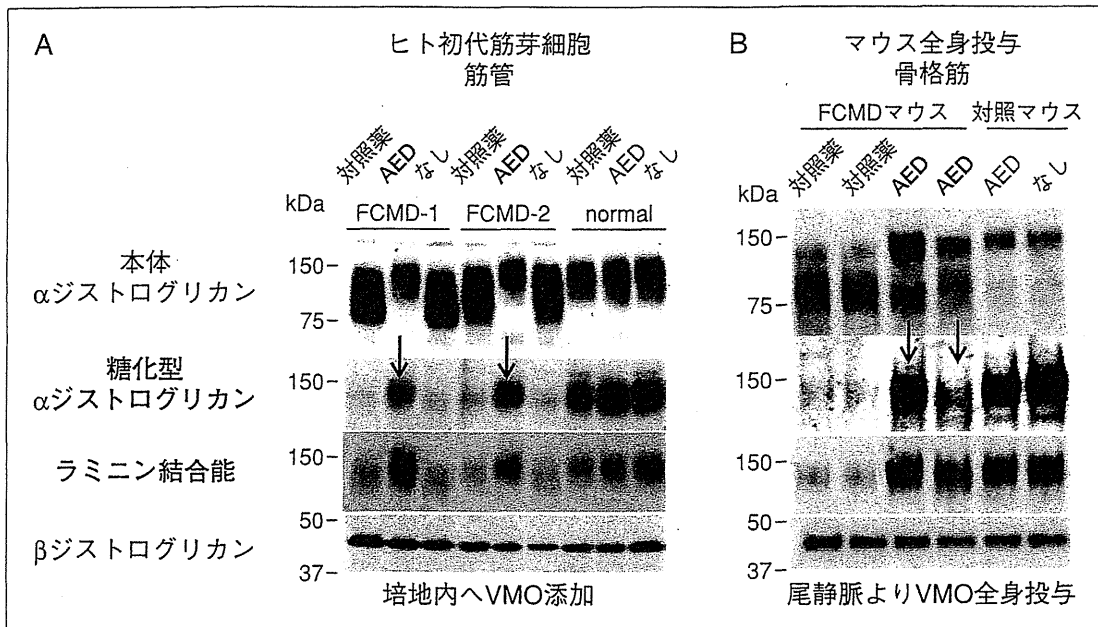 A
ヒト初代筋芽細胞
筋管
対照薬 AED なし 対照薬 AED なし 対照薬 AED なし
kDa
FCMD-1 FCMD-2 normal
本体
αジストログリカン
150
75
糖化型
αジストログリカン
150
ラミニン結合能
150
βジストログリカン
50
37
培地内へVMO添加
B
マウス全身投与
骨格筋
FCMDマウス 対照マウス
対照薬 対照薬 AED AED AED なし
kDa
150
75
150
150
50
37
尾静脈よりVMO全身投与